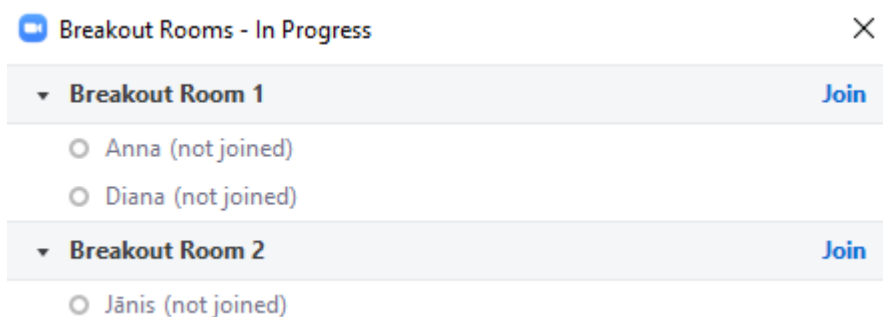 Breakout Rooms - In Progress
Breakout Room 1 Join
Anna (not joined)
Diana (not joined)
Breakout Room 2 Join
Jānis (not joined)